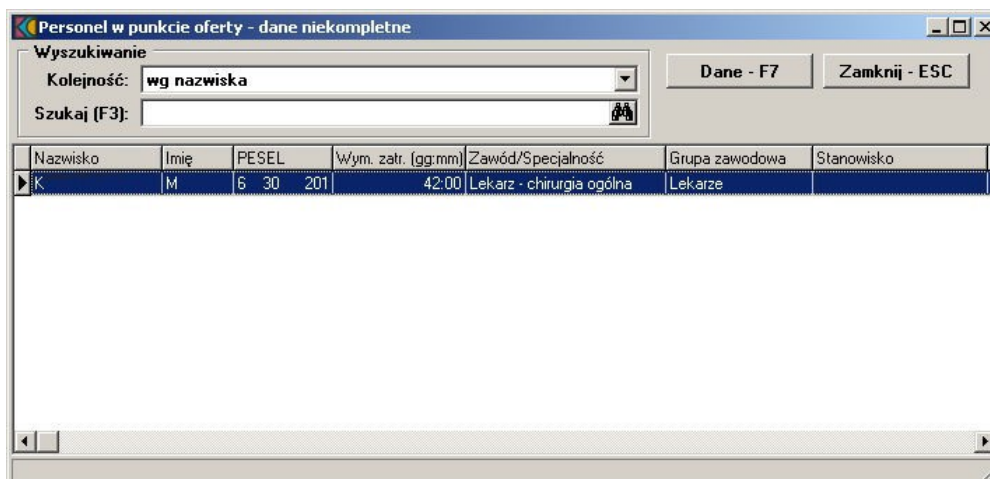 Personel w punkcie oferty - dane niekompletne
Wyszukiwanie
Kolejność: wg nazwiska
Dane - F7 Zamknij - ESC
Szukaj (F3):
Nazwisko Imię PESEL Wym. zatr. (gg:mm) Zawód/Specjalność Grupa zawodowa Stanowisko
K M 6 30 201 42:00 Lekarz - chirurgia ogólna Lekarze